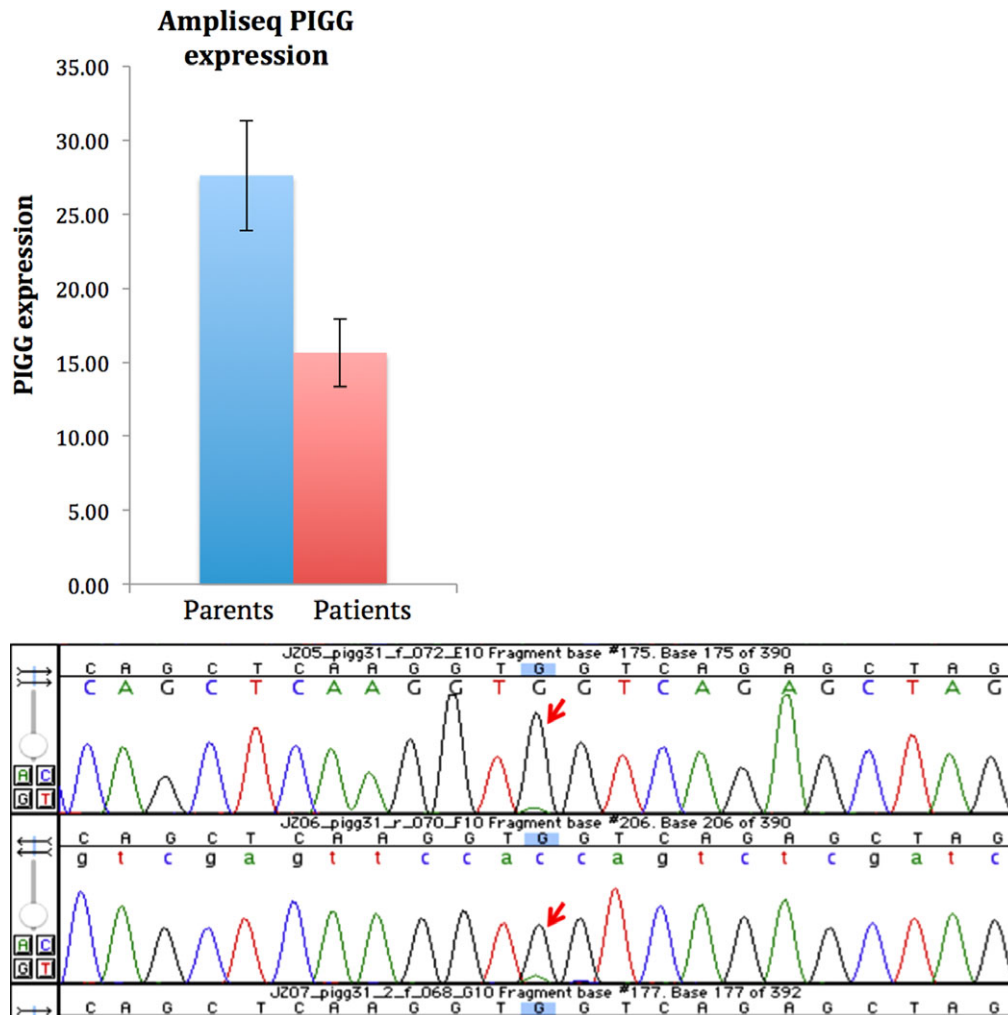 Ampliseq PIGG
expression
35.00
30.00
25.00
20.00
15.00
10.00
5.00
0.00
PIGG expression
Parents Patients
JZ05_pigg31_f_072_E10 Fragment base #175. Base 175 of 390
C A G C T C A A G G T G G T C A G A G C T A G
C A G C T C A A G G T G G T C A G A G C T A G
A C
G T
JZ06_pigg31_r_070_F10 Fragment base #206. Base 206 of 390
C A G C T C A A G G T G G T C A G A G C T A G
g t c g a g t t c c a c c a g t c t c g a t c
A C
G T
JZ07_pigg31_2_f_068_G10 Fragment base #177. Base 177 of 392
C A G C T C A A G G T G G T C A G A G C T A G